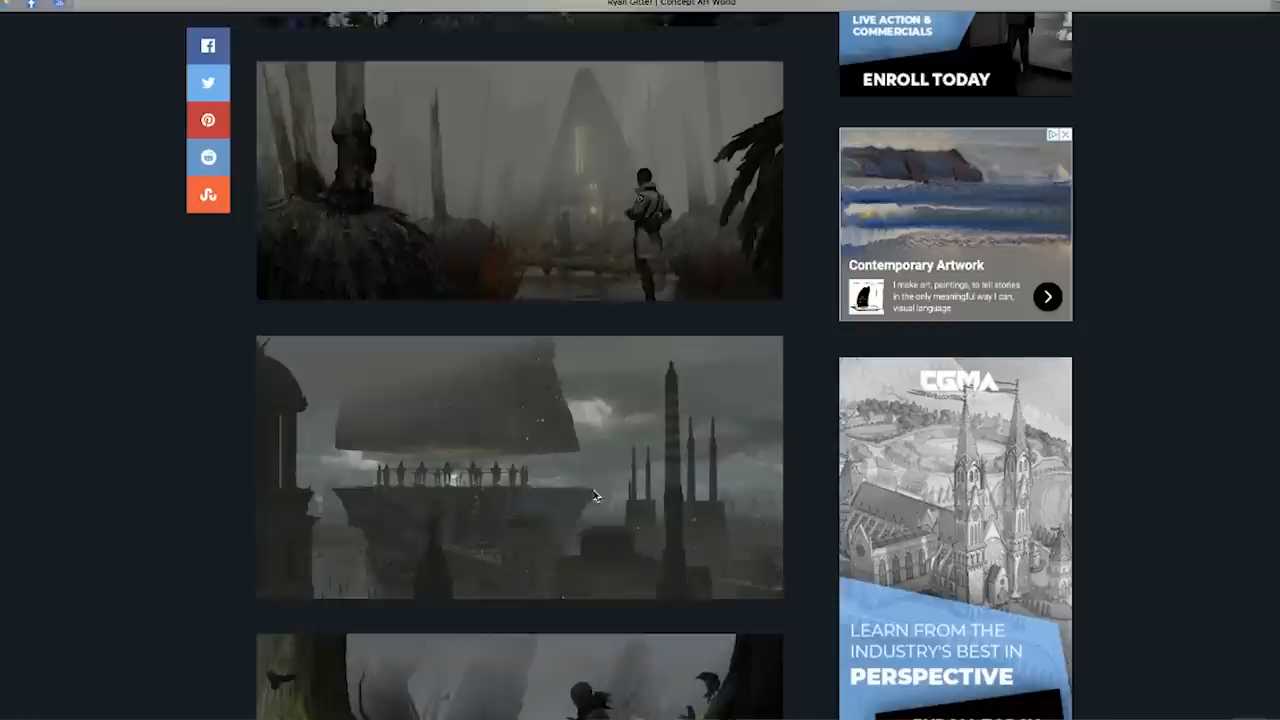 Ryan Gitter | Concept Art World
LIVE ACTION &
COMMERCIALS
ENROLL TODAY
Contemporary Artwork
I make art, paintings, to tell stories
in the only meaningful way I can,
visual language.
CGMA
LEARN FROM THE
INDUSTRY'S BEST IN
PERSPECTIVE